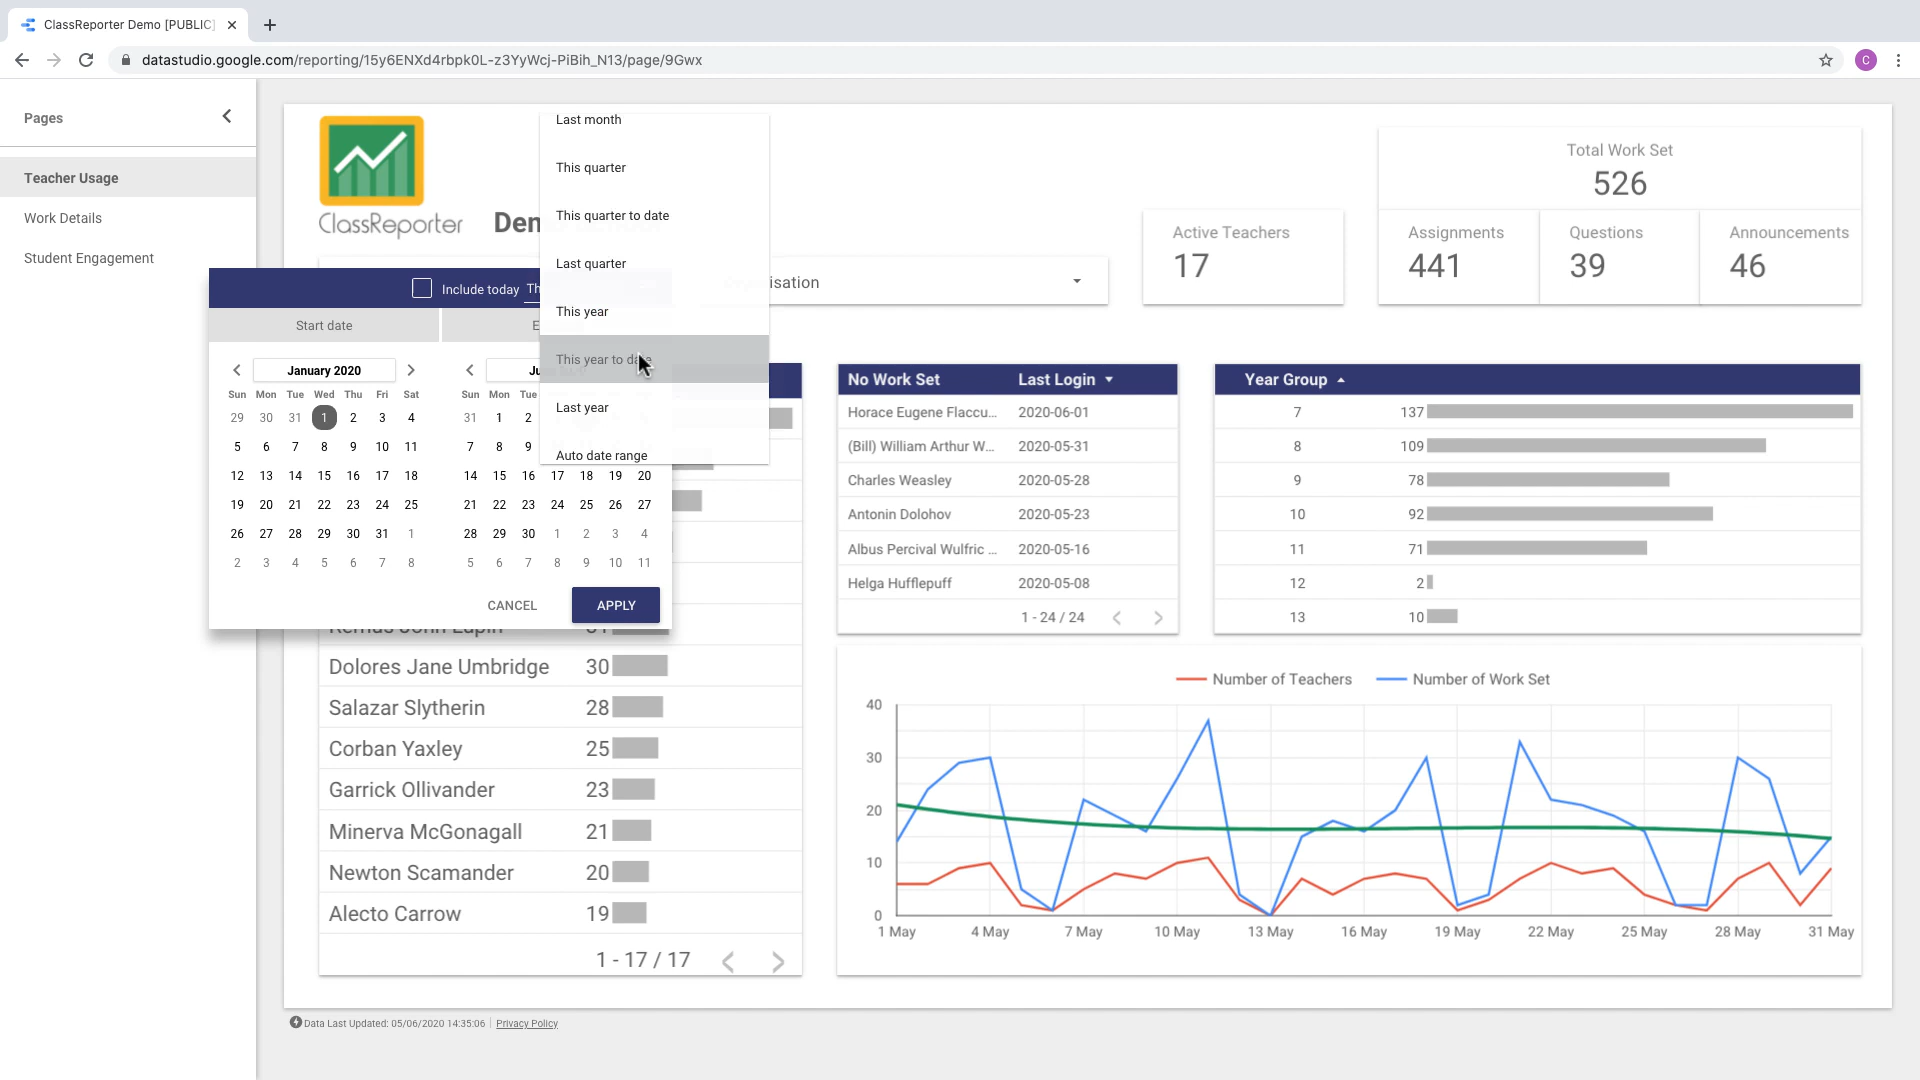 ClassReporter Demo [PUBLIC]
datastudio.google.com/reporting/15y6ENXd4rbpk0L-z3YyWcj-PiBih_N13/page/9Gwx
C
Pages
Teacher Usage
Work Details
Student Engagement
ClassReporter
Last month
This quarter
This quarter to date
Last quarter
This year
This year to date
Last year
Auto date range
Include today
Start date
January 2020
Sun Mon Tue Wed Thu Fri Sat
29 30 31 1 2 3 4
5 6 7 8 9 10 11
12 13 14 15 16 17 18
19 20 21 22 23 24 25
26 27 28 29 30 31 1
2 3 4 5 6 7 8
Sun Mon Tue
31 1 2
7 8 9
14 15 16 17 18 19 20
21 22 23 24 25 26 27
28 29 30 1 2 3 4
5 6 7 8 9 10 11
CANCEL
APPLY
Active Teachers
17
Total Work Set
526
Assignments
441
Questions
39
Announcements
46
No Work Set Last Login
Horace Eugene Flaccu... 2020-06-01
(Bill) William Arthur W... 2020-05-31
Charles Weasley 2020-05-28
Antonin Dolohov 2020-05-23
Albus Percival Wulfric ... 2020-05-16
Helga Hufflepuff 2020-05-08
1 - 24 / 24
Year Group
7 137
8 109
9 78
10 92
11 71
12 2
13 10
Dolores Jane Umbridge 30
Salazar Slytherin 28
Corban Yaxley 25
Garrick Ollivander 23
Minerva McGonagall 21
Newton Scamander 20
Alecto Carrow 19
1 - 17 / 17
Number of Teachers
Number of Work Set
40
30
20
10
0
1 May 4 May 7 May 10 May 13 May 16 May 19 May 22 May 25 May 28 May 31 May
Data Last Updated: 05/06/2020 14:35:06
Privacy Policy